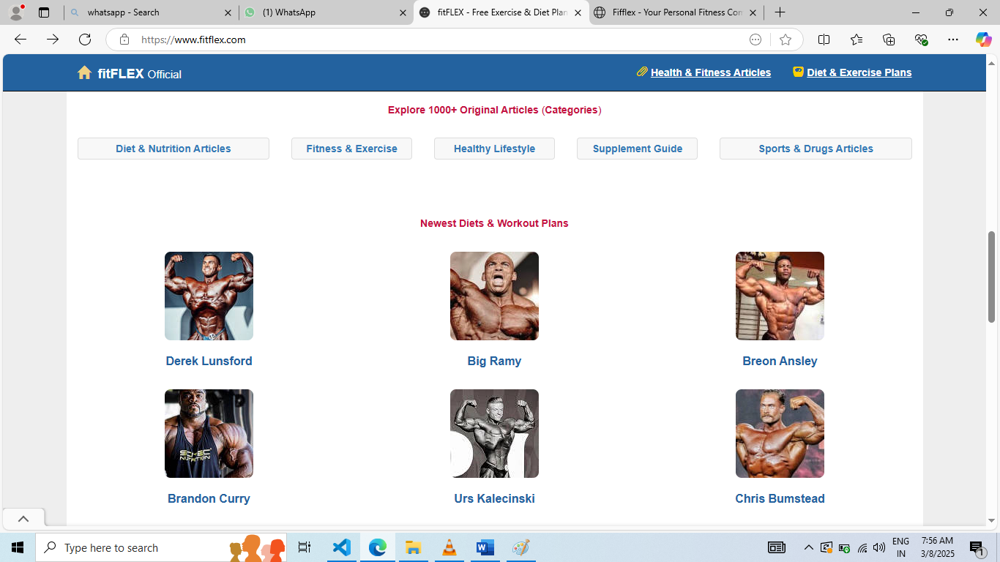 whatsapp - Search
(1) WhatsApp
fitFLEX - Free Exercise & Diet Plan
Fifflex - Your Personal Fitness Com
https://www.fitflex.com
fitFLEX Official
Health & Fitness Articles
Diet & Exercise Plans
Explore 1000+ Original Articles (Categories)
Diet & Nutrition Articles
Fitness & Exercise
Healthy Lifestyle
Supplement Guide
Sports & Drugs Articles
Newest Diets & Workout Plans
Derek Lunsford
Big Ramy
Breon Ansley
NUTRITION
Brandon Curry
Urs Kalecinski
Chris Bumstead
Type here to search
ENG
IN
7:56 AM
3/8/2025
1